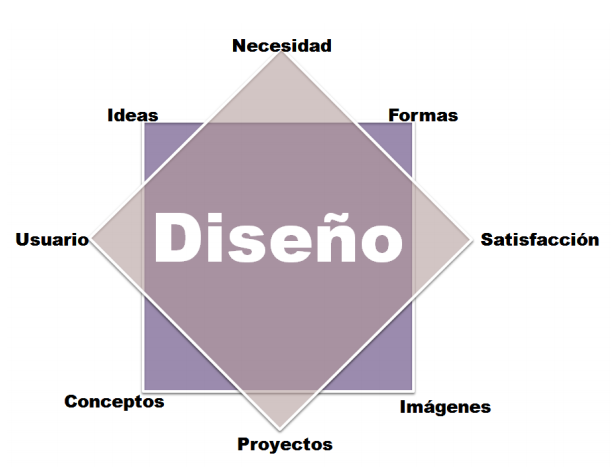 Necesidad
Ideas
Formas
Usuario
Diseño
Satisfacción
Conceptos
Imágenes
Proyectos